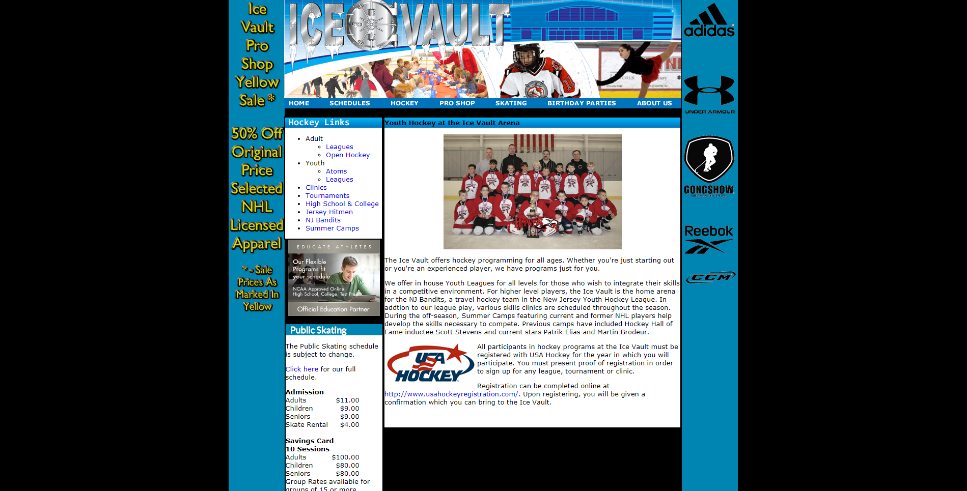 Ice
Vault
Pro
Shop
Yellow
Sale *
50% Off
Original
Price
Selected
NHL
Licensed
Apparel
* - Sale
Prices As
Marked In
Yellow
ICE VAULT
HOME SCHEDULES HOCKEY PRO SHOP SKATING BIRTHDAY PARTIES ABOUT US
Hockey Links
Adult
Leagues
Open Hockey
Youth
Atoms
Leagues
Clinics
Tournaments
High School & College
Jersey Hitmen
NJ Bandits
Summer Camps
EDUCATE ATHLETES
Our Flexible
Programs fit
your schedule
NCAA Approved Online
High School, College, Test Prep
Official Education Partner
Public Skating
The Public Skating schedule
is subject to change.
Click here for our full
schedule.
Admission
Adults $11.00
Children $9.00
Seniors $9.00
Skate Rental $4.00
Savings Card
10 Sessions
Adults $100.00
Children $80.00
Seniors $80.00
Group Rates available for
groups of 15 or more
Youth Hockey at the Ice Vault Arena
The Ice Vault offers hockey programming for all ages. Whether you're just starting out
or you're an experienced player, we have programs just for you.
We offer in house Youth Leagues for all levels for those who wish to integrate their skills
in a competitive environment. For higher level players, the Ice Vault is the home arena
for the NJ Bandits, a travel hockey team in the New Jersey Youth Hockey League. In
addtion to our league play, various skills clinics are scheduled throughout the season.
During the off-season, Summer Camps featuring current and former NHL players help
develop the skills necessary to compete. Previous camps have included Hockey Hall of
Fame inductee Scott Stevens and current stars Patrik Elias and Martin Brodeur.
USA
HOCKEY
All participants in hockey programs at the Ice Vault must be
registered with USA Hockey for the year in which you will
participate. You must present proof of registration in order
to sign up for any league, tournament or clinic.
Registration can be completed online at
http://www.usahockeyregistration.com/. Upon registering, you will be given a
confirmation which you can bring to the Ice Vault.
adidas
UNDER ARMOUR
GONGSHOW
Reebok
CCM